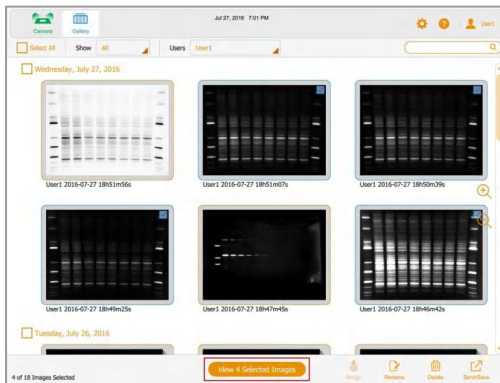 Jul 27, 2016 7:01 PM
Camera
Gallery
User1
Select All
Show
All
Users
User1
Wednesday, July 27, 2016
User1 2016-07-27 18h51m56s
User1 2016-07-27 18h51m07s
User1 2016-07-27 18h50m39s
User1 2016-07-27 18h49m25s
User1 2016-07-27 18h47m45s
User1 2016-07-27 18h46m42s
Tuesday, July 26, 2016
4 of 18 Images Selected
View 4 Selected Images
Rename
Delete
Send/Save